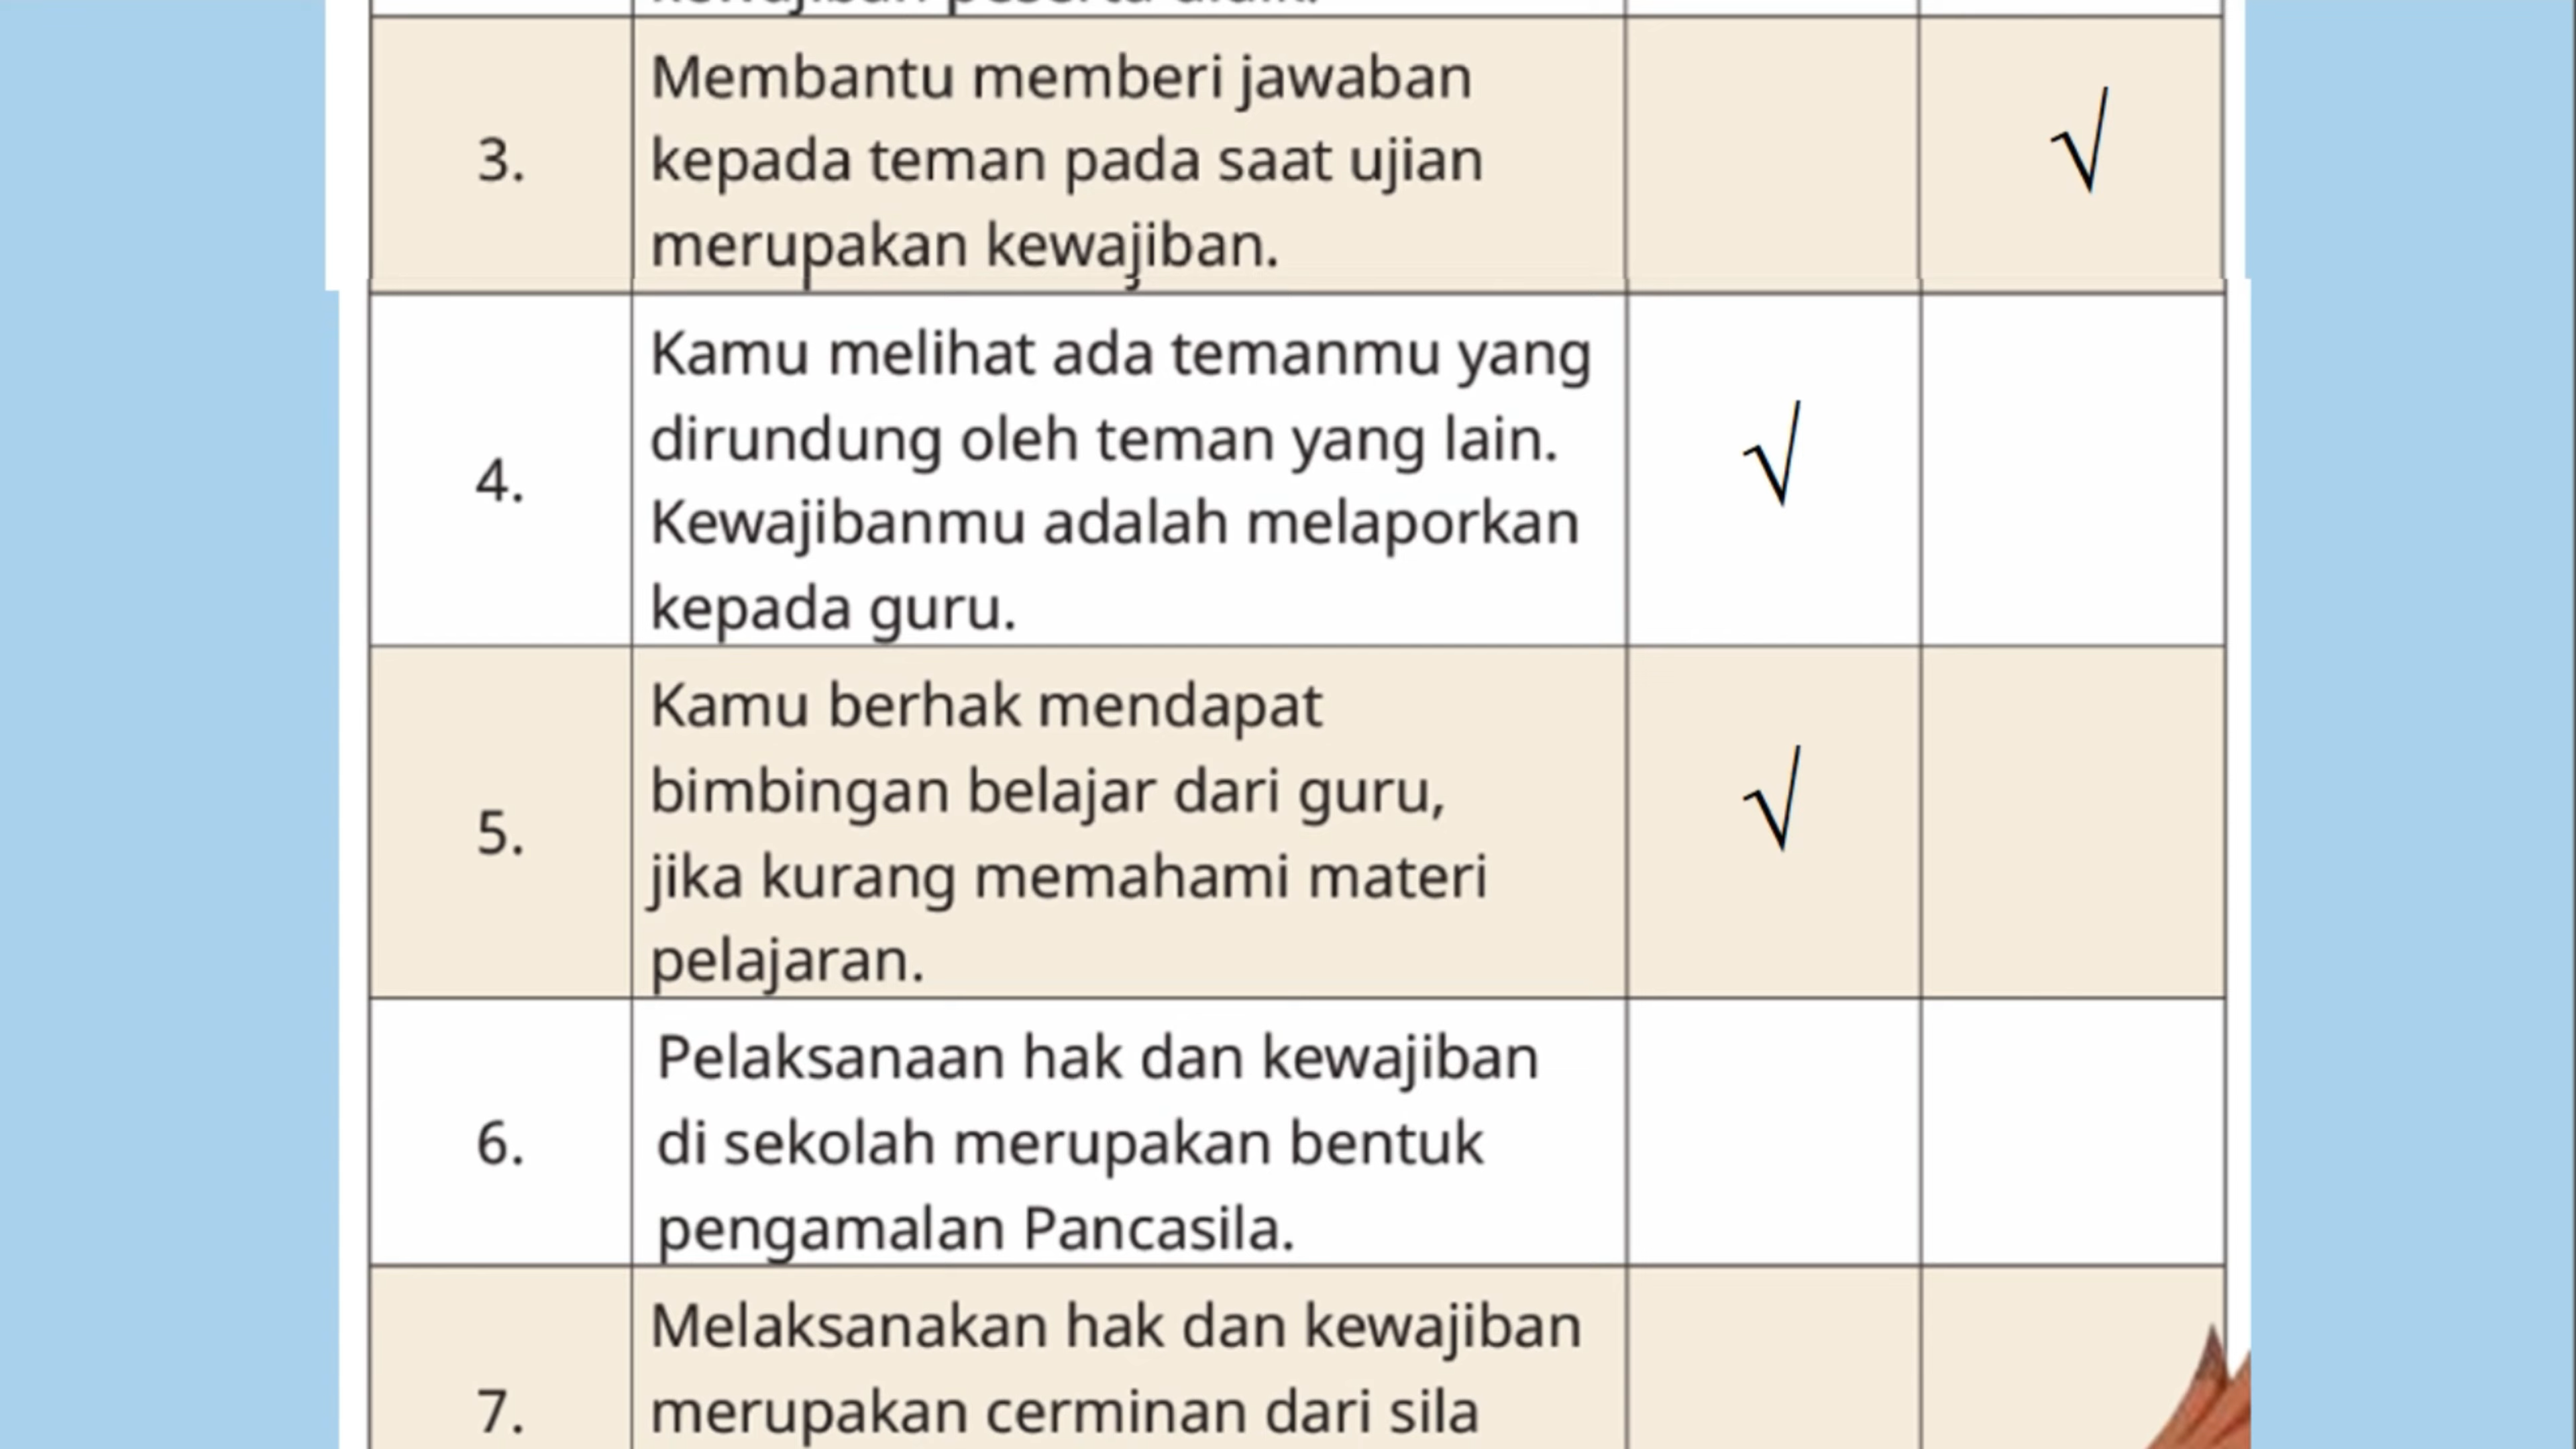 3.
Membantu memberi jawaban
kepada teman pada saat ujian
merupakan kewajiban.
√
4.
Kamu melihat ada temanmu yang
dirundung oleh teman yang lain.
Kewajibanmu adalah melaporkan
kepada guru.
√
5.
Kamu berhak mendapat
bimbingan belajar dari guru,
jika kurang memahami materi
pelajaran.
√
6.
Pelaksanaan hak dan kewajiban
di sekolah merupakan bentuk
pengamalan Pancasila.
7.
Melaksanakan hak dan kewajiban
merupakan cerminan dari sila